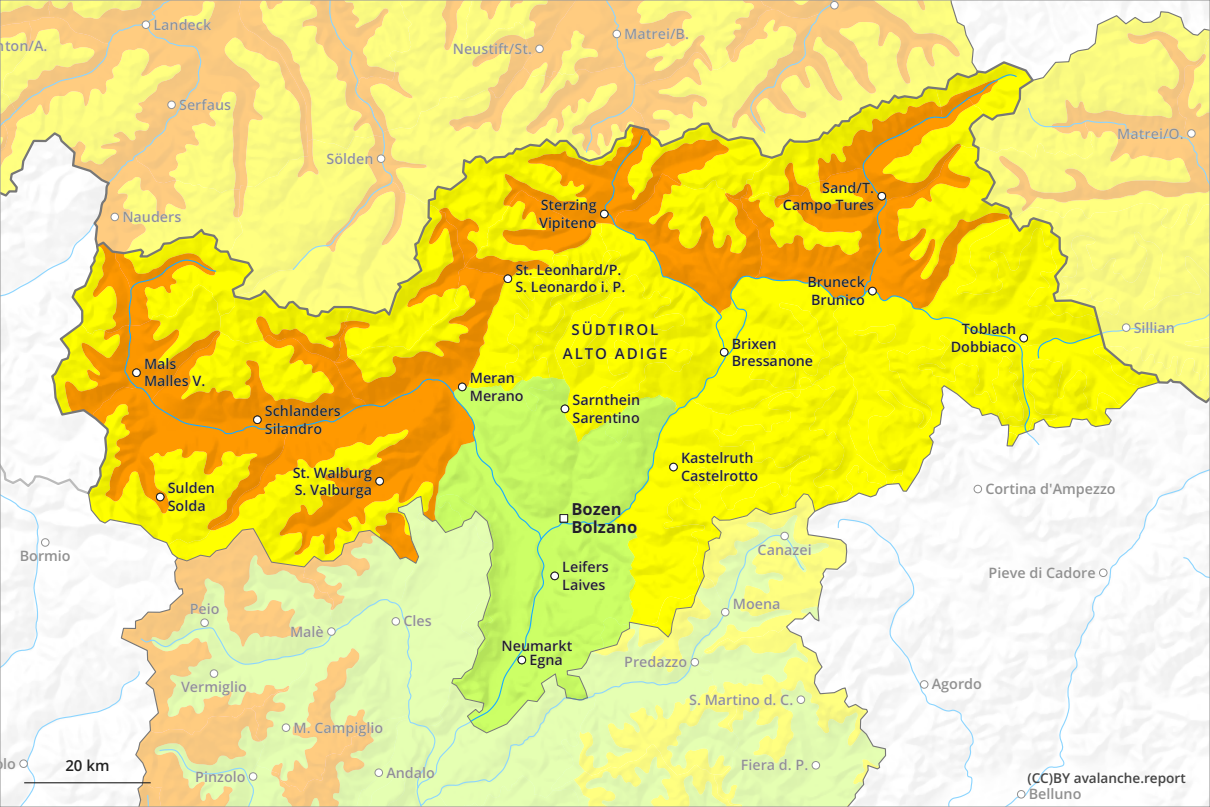 Landeck
nton/A.
Neustift/St.
Matrei/B.
Serfaus
Matrei/O.
Sölden
Nauders
Sand/T.
Campo Tures
Sterzing
Vipiteno
St. Leonhard/P.
S. Leonardo i. P.
Bruneck
Brunico
SÜDTIROL
ALTO ADIGE
Toblach
Dobbiaco
Sillian
Brixen
Bressanone
Mals
Malles V.
Meran
Merano
Sarnthein
Sarentino
Schlanders
Silandro
Kastelruth
Castelrotto
St. Walburg
S. Valburga
Sulden
Solda
Cortina d'Ampezzo
Bozen
Bolzano
Bormio
Canazei
Leifers
Laives
Pieve di Cadore
Peio
Moena
Cles
Malè
Neumarkt
Egna
Predazzo
Vermiglio
Agordo
S. Martino d. C.
M. Campiglio
20 km
olo
Pinzolo
Andalo
Fiera d. P.
(CC)BY avalanche.report
Belluno